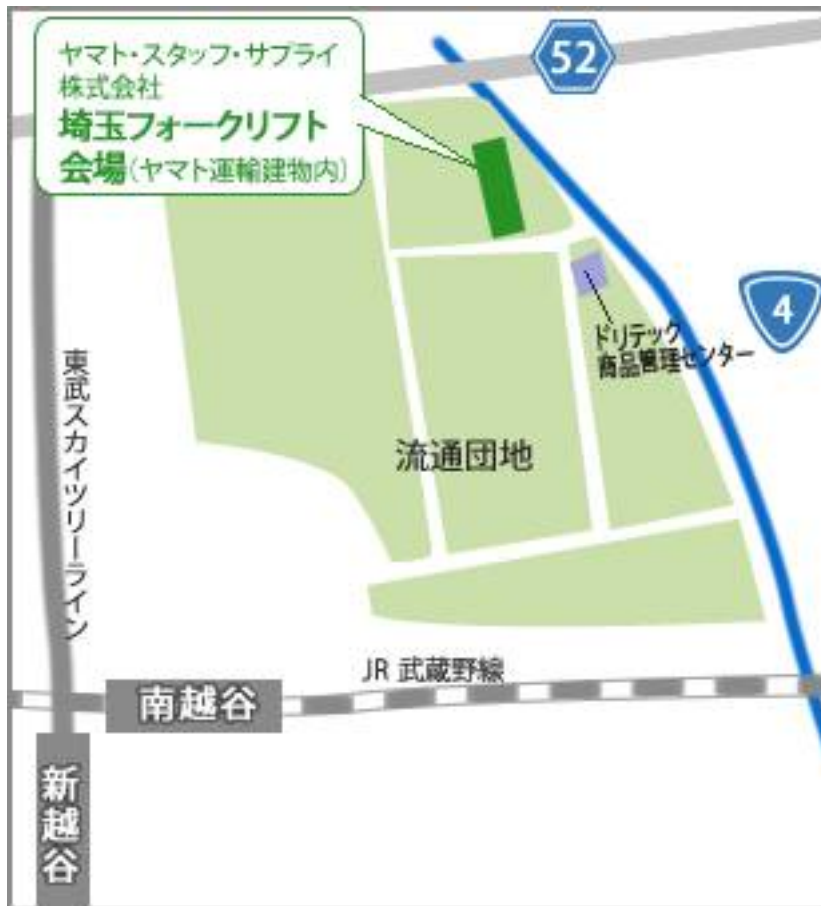 ヤマト・スタッフ・サプライ
株式会社
埼玉フォークリフト
会場(ヤマト運輸建物内)
52
4
ドリテック
商品管理センター
東武スカイツリーライン
流通団地
JR 武蔵野線
南越谷
新越谷